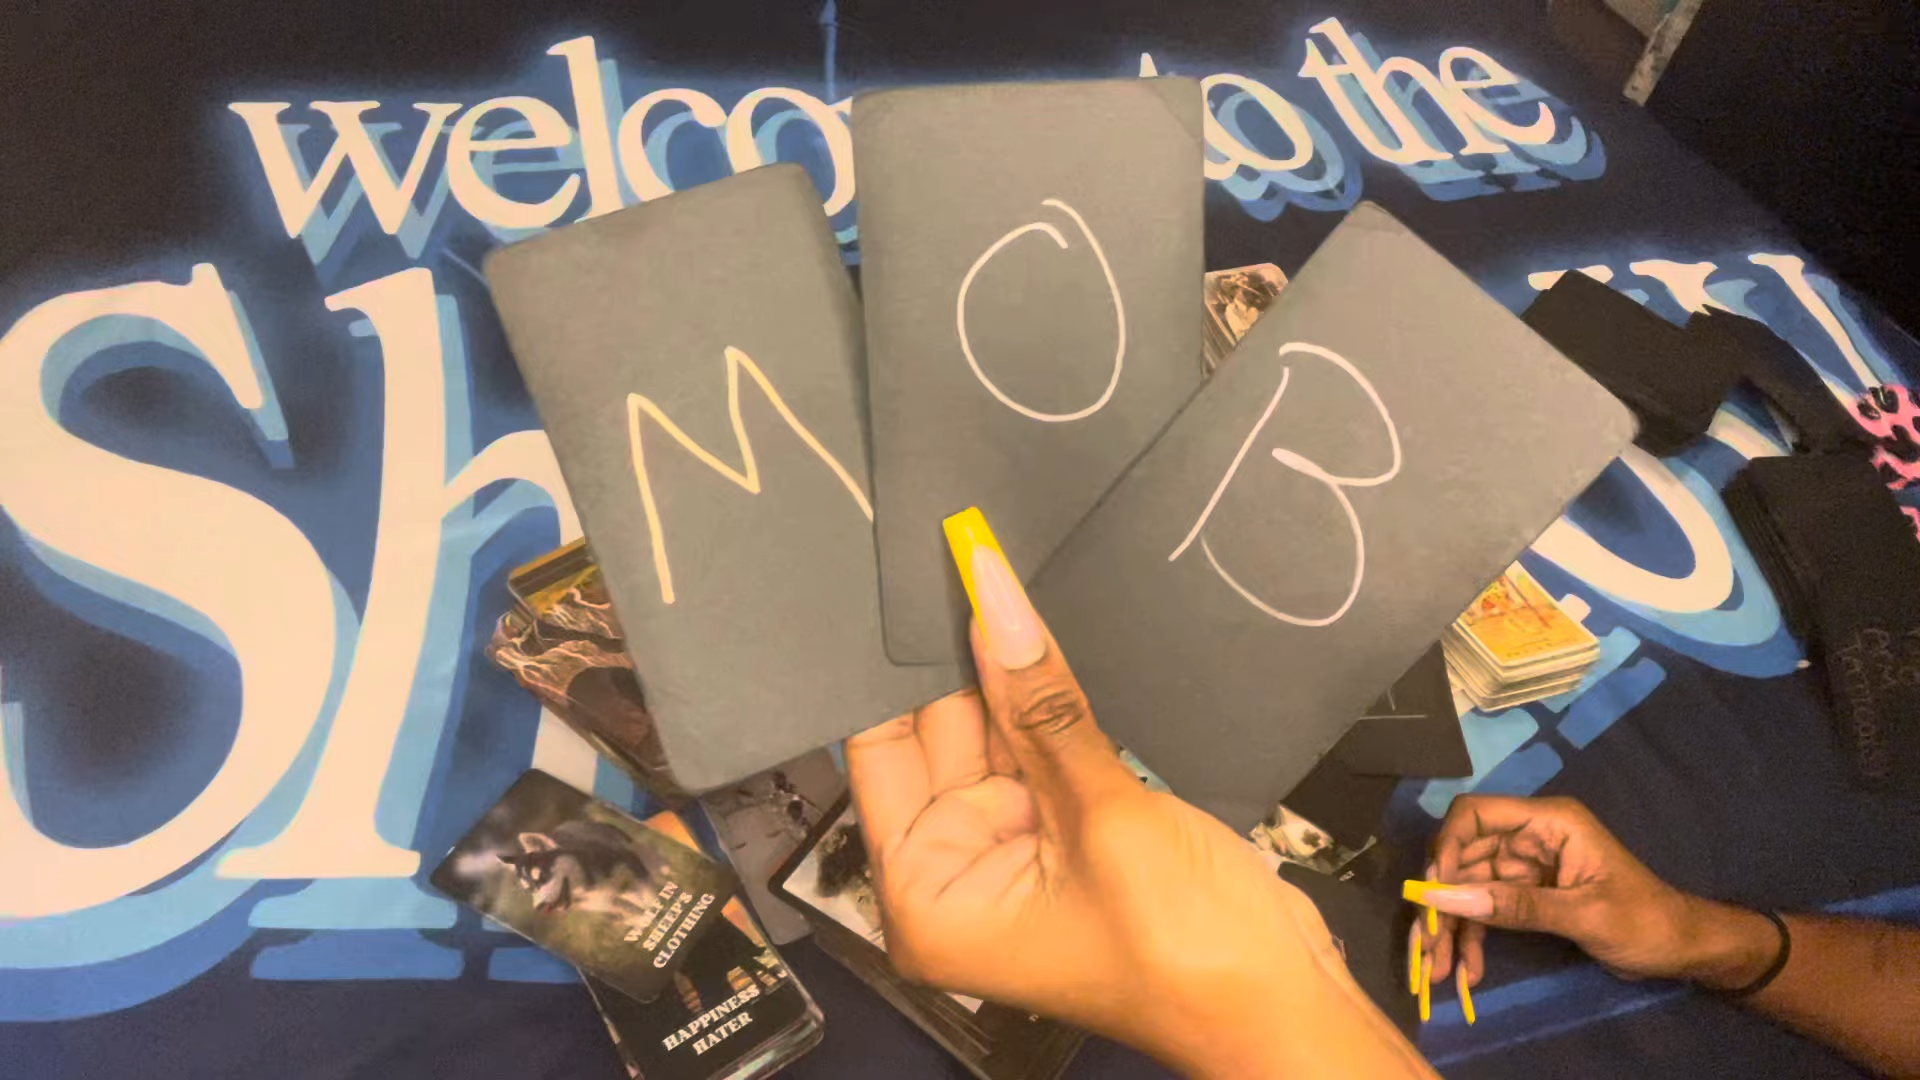 welco to the
Sh W
M O B
WOLF IN
SHEEP'S
CLOTHING
HAPPINESS
HATER